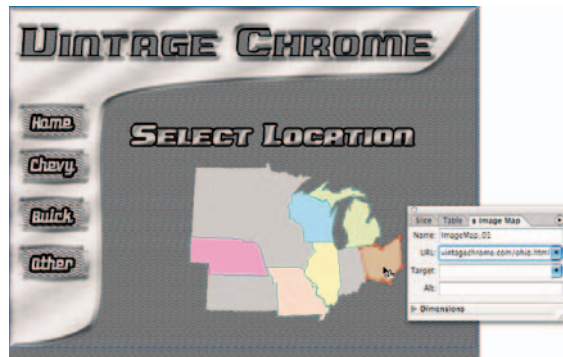 Vintage Chrome
Home
Chevy
Buick
Other
Select Location
Slice Table Image Map
Name: ImageMap_01
URL: vintagechrome.com/ohio.html
Target:
Alt:
Dimensions